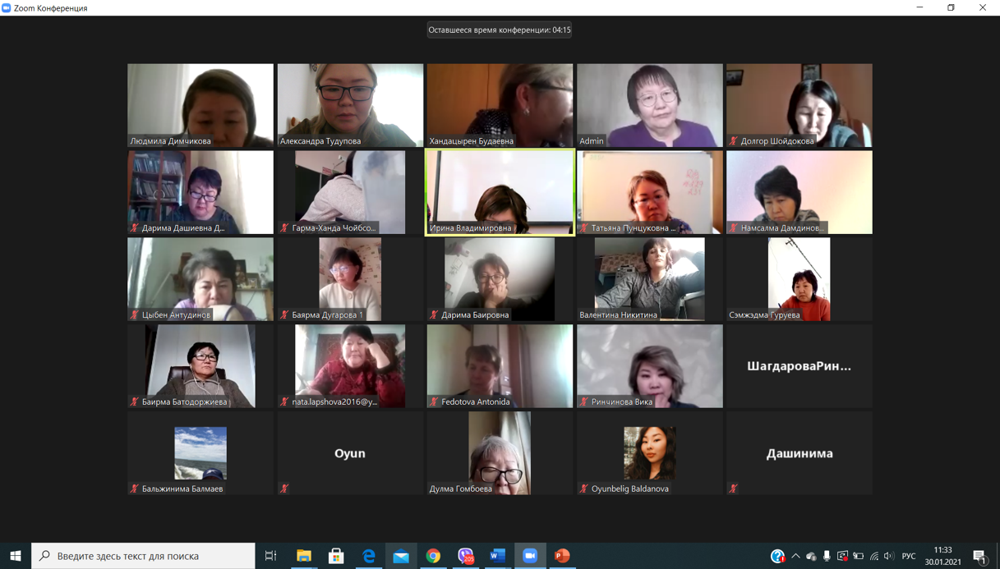 Zoom Конференция
Оставшееся время конференции: 04:15
Людмила Димчикова
Александра Тудупова
Хандацырен Будаевна
Admin
Долгор Шойдокова
Дарима Дашиевна Д...
Гарма-Ханда Чойбсо...
Ирина Владимировна
Татьяна Пунцуковна ...
Намсалма Дамдинов...
Цыбен Антудинов
Баярма Дугарова 1
Дарима Баировна
Валентина Никитина
Сэмжэдма Гуруева
Баирма Батодоржиева
nata.lapshova2016@y...
Fedotova Antonida
Ринчинова Вика
ШагдароваРин...
Бальжинима Балмаев
Oyun
Дулма Гомбоева
Oyunbelig Baldanova
Дашинима
Введите здесь текст для поиска
205
РУС
11:33
30.01.2021
1